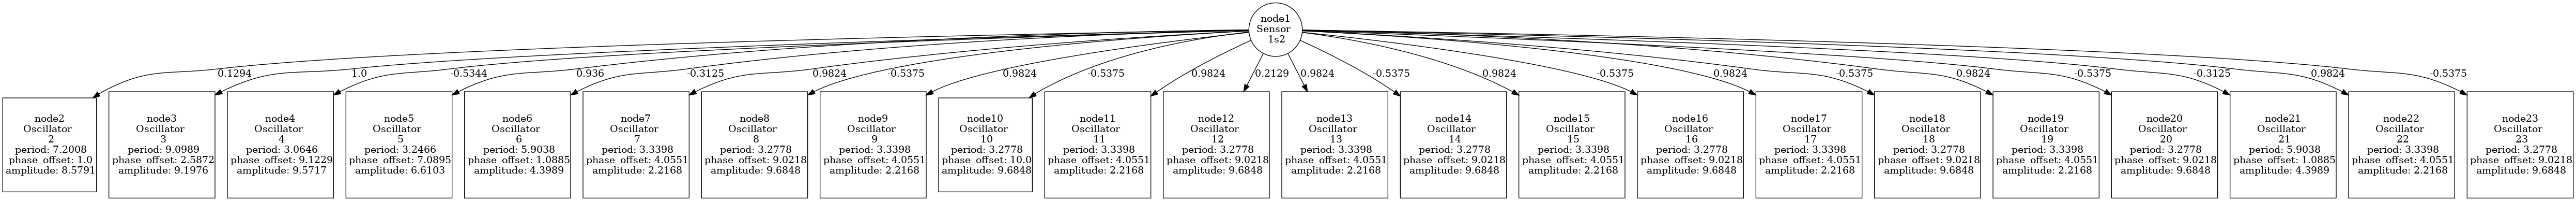 node1
Sensor
1s2
0.1294
1.0
-0.5344
0.936
-0.3125
0.9824
-0.5375
0.9824
-0.5375
0.9824
0.2129
0.9824
-0.5375
0.9824
-0.5375
0.9824
-0.5375
0.9824
-0.5375
-0.3125
0.9824
-0.5375
node2
Oscillator
2
period: 7.2008
phase_offset: 1.0
amplitude: 8.5791
node3
Oscillator
3
period: 9.0989
phase_offset: 2.5872
amplitude: 9.1976
node4
Oscillator
4
period: 3.0646
phase_offset: 9.1229
amplitude: 9.5717
node5
Oscillator
5
period: 3.2466
phase_offset: 7.0895
amplitude: 6.6103
node6
Oscillator
6
period: 5.9038
phase_offset: 1.0885
amplitude: 4.3989
node7
Oscillator
7
period: 3.3398
phase_offset: 4.0551
amplitude: 2.2168
node8
Oscillator
8
period: 3.2778
phase_offset: 9.0218
amplitude: 9.6848
node9
Oscillator
9
period: 3.3398
phase_offset: 4.0551
amplitude: 2.2168
node10
Oscillator
10
period: 3.2778
phase_offset: 10.0
amplitude: 9.6848
node11
Oscillator
11
period: 3.3398
phase_offset: 4.0551
amplitude: 2.2168
node12
Oscillator
12
period: 3.2778
phase_offset: 9.0218
amplitude: 9.6848
node13
Oscillator
13
period: 3.3398
phase_offset: 4.0551
amplitude: 2.2168
node14
Oscillator
14
period: 3.2778
phase_offset: 9.0218
amplitude: 9.6848
node15
Oscillator
15
period: 3.3398
phase_offset: 4.0551
amplitude: 2.2168
node16
Oscillator
16
period: 3.2778
phase_offset: 9.0218
amplitude: 9.6848
node17
Oscillator
17
period: 3.3398
phase_offset: 4.0551
amplitude: 2.2168
node18
Oscillator
18
period: 3.2778
phase_offset: 9.0218
amplitude: 9.6848
node19
Oscillator
19
period: 3.3398
phase_offset: 4.0551
amplitude: 2.2168
node20
Oscillator
20
period: 3.2778
phase_offset: 9.0218
amplitude: 9.6848
node21
Oscillator
21
period: 5.9038
phase_offset: 1.0885
amplitude: 4.3989
node22
Oscillator
22
period: 3.3398
phase_offset: 4.0551
amplitude: 2.2168
node23
Oscillator
23
period: 3.2778
phase_offset: 9.0218
amplitude: 9.6848